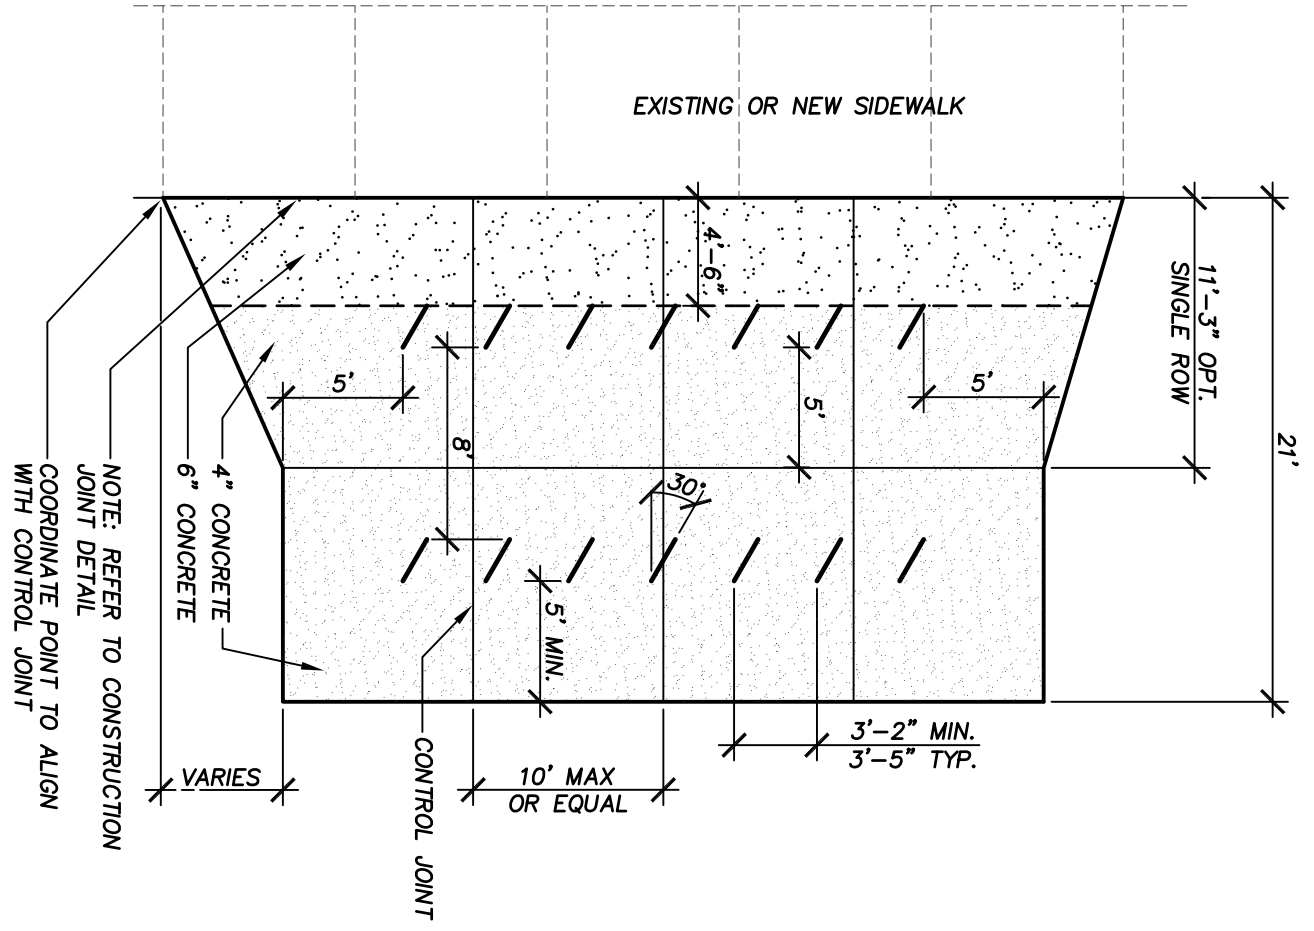 EXISTING OR NEW SIDEWALK
4'-6"
11'-3" OPT.
SINGLE ROW
21'
5'
5'
5'
8'
30°
5' MIN.
3'-2" MIN.
3'-5" TYP.
10' MAX
OR EQUAL
VARIES
CONTROL JOINT
4" CONCRETE
6" CONCRETE
NOTE: REFER TO CONSTRUCTION
JOINT DETAIL
COORDINATE POINT TO ALIGN
WITH CONTROL JOINT